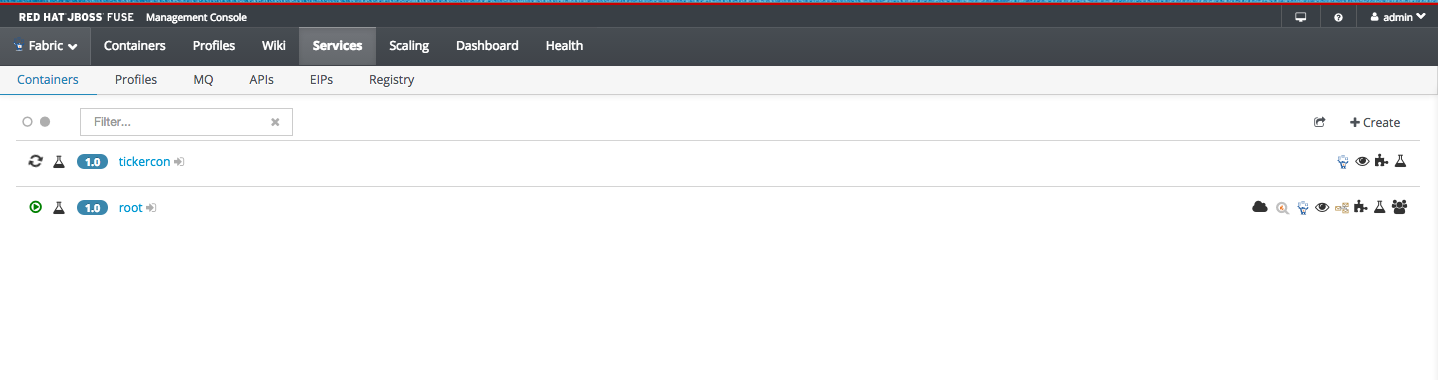 RED HAT JBOSS FUSE Management Console admin
Fabric Containers Profiles Wiki Services Scaling Dashboard Health
Containers Profiles MQ APIs EIPs Registry
Filter... Create
1.0 tickercon
1.0 root